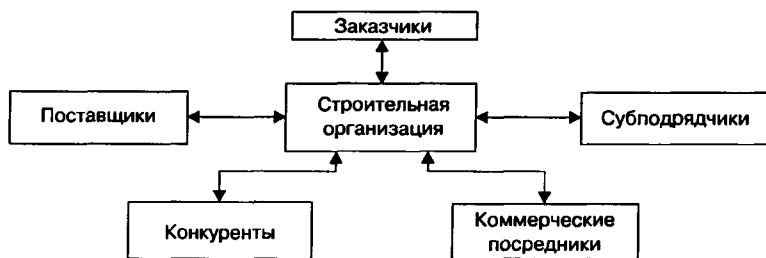 Заказчики
Поставщики
Строительная
организация
Субподрядчики
Конкуренты
Коммерческие
посредники